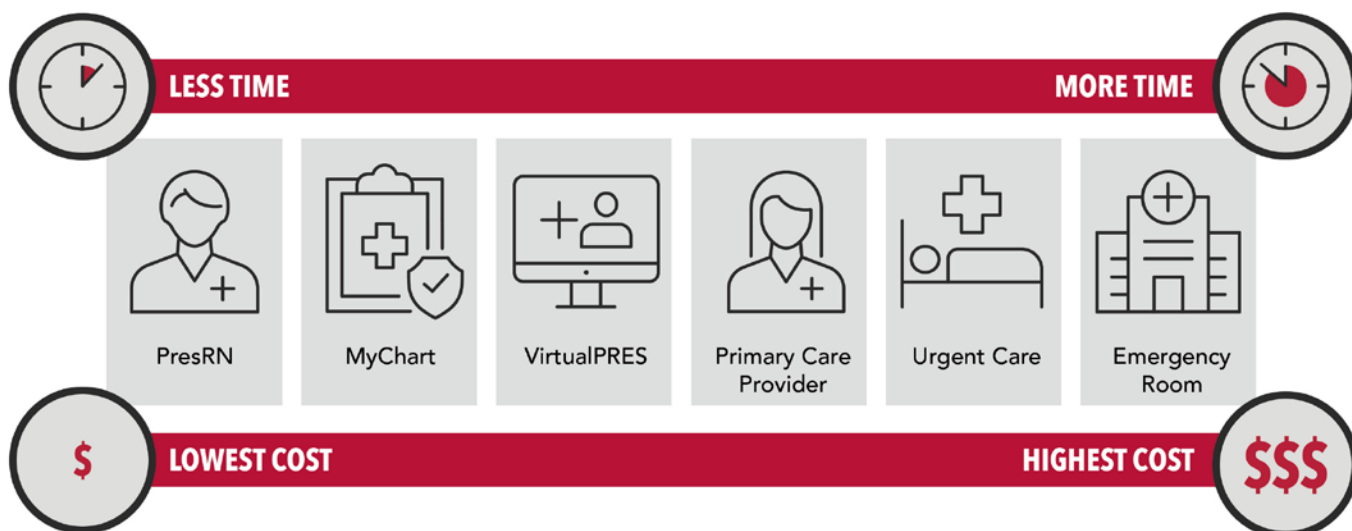 LESS TIME
MORE TIME
PresRN
MyChart
VirtualPRES
Primary Care
Provider
Urgent Care
Emergency
Room
$
LOWEST COST
HIGHEST COST
$$$